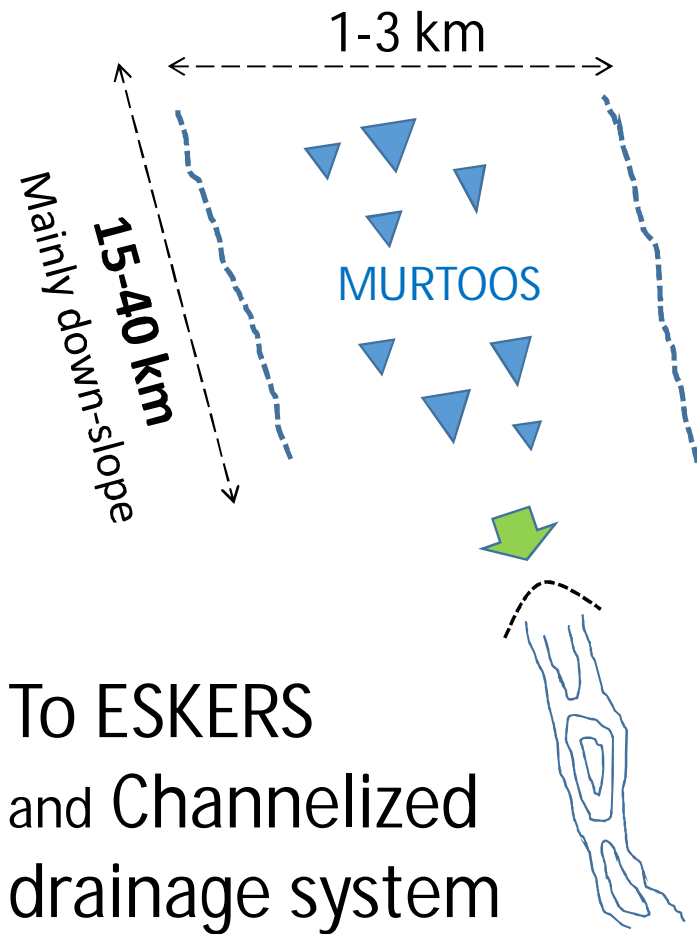 1-3 km
15-40 km
Mainly down-slope
MURTOOS
To ESKERS
and Channelized
drainage system